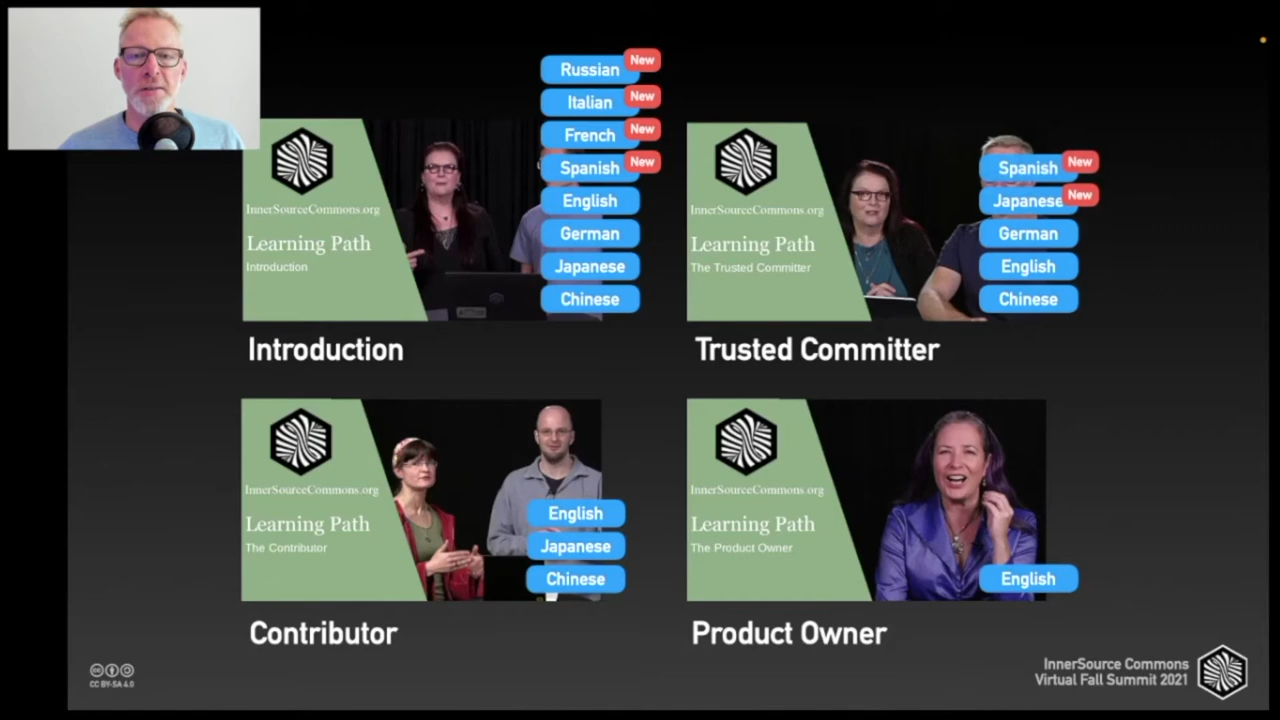 Russian
New
Italian
New
French
New
Spanish
New
English
German
Japanese
Chinese
InnerSourceCommons.org
Learning Path
Introduction
Introduction
Spanish
New
Japanese
New
German
English
Chinese
InnerSourceCommons.org
Learning Path
The Trusted Committer
Trusted Committer
InnerSourceCommons.org
Learning Path
The Contributor
English
Japanese
Chinese
Contributor
InnerSourceCommons.org
Learning Path
The Product Owner
English
Product Owner
CC BY-SA 4.0
InnerSource Commons
Virtual Fall Summit 2021